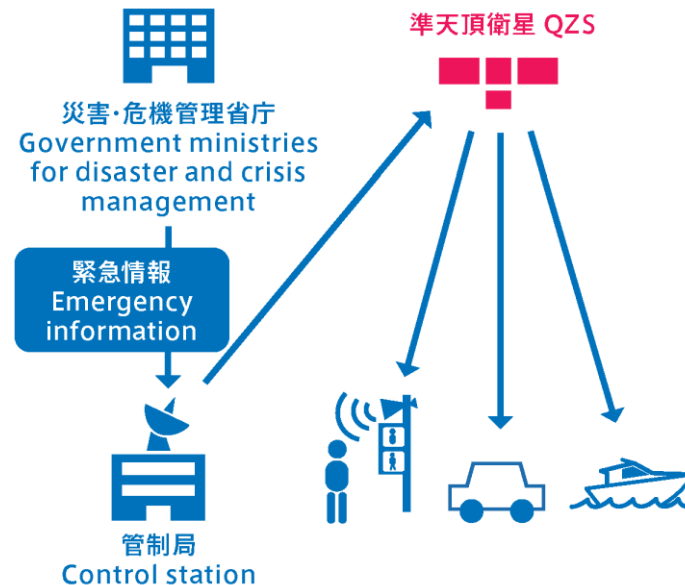 準天頂衛星 QZS
災害・危機管理省庁
Government ministries
for disaster and crisis
management
緊急情報
Emergency
information
管制局
Control station